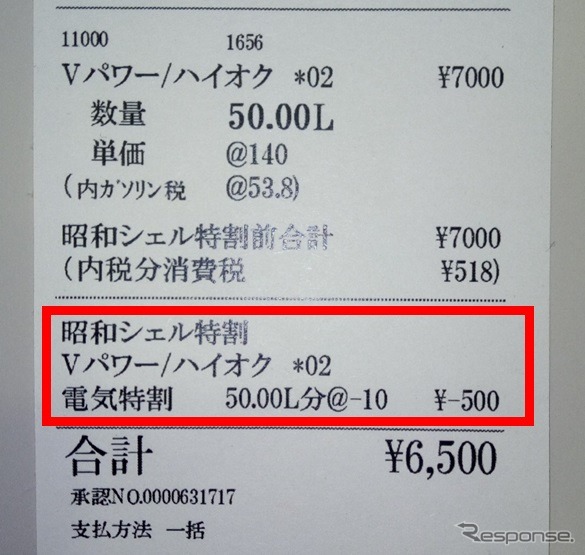 11000 1656
Vパワー/ハイオク *02 ¥7000
数量 50.00L
単価 @140
(内ガソリン税 @53.8)
昭和シェル特割前合計 ¥7000
(内税分消費税 ¥518)
昭和シェル特割
Vパワー/ハイオク *02
電気特割 50.00L分@-10 ¥-500
合計 ¥6,500
承認NO.0000631717
支払方法 一括
Response.